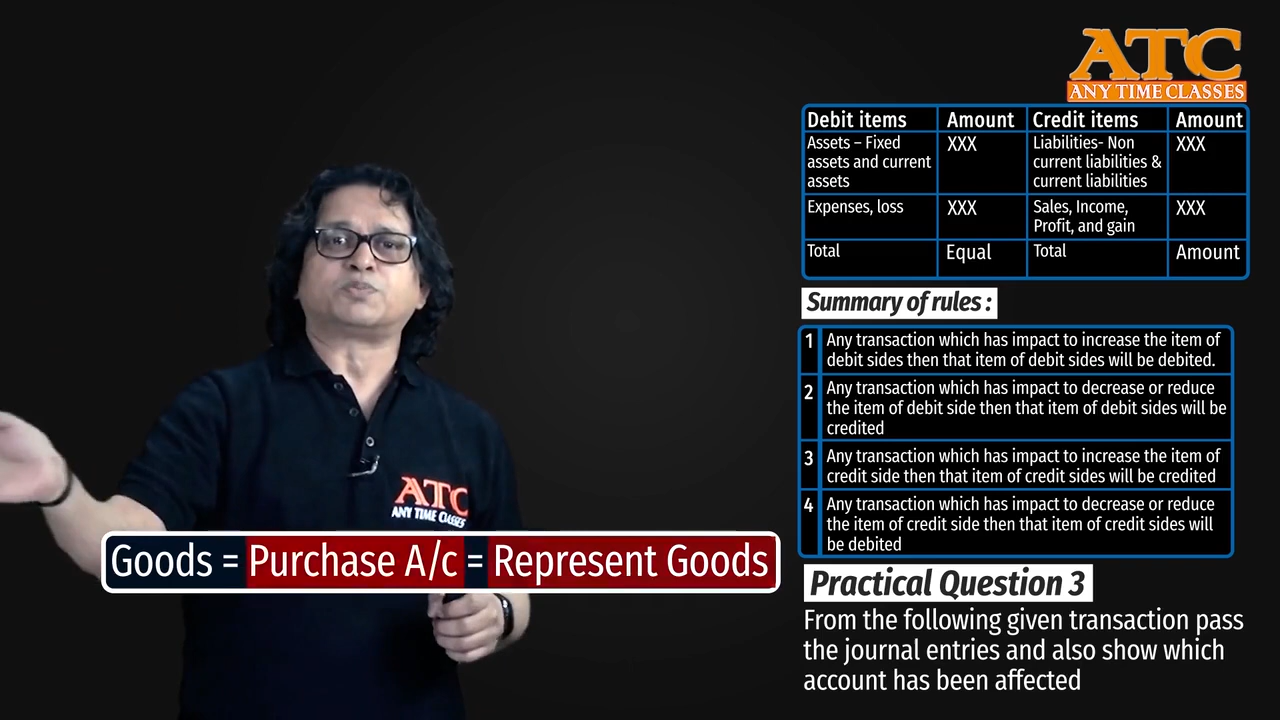 ATC
ANY TIME CLASSES
Debit items Amount Credit items Amount
Assets – Fixed
assets and current
assets
XXX
Liabilities- Non
current liabilities &
current liabilities
XXX
Expenses, loss
XXX
Sales, Income,
Profit, and gain
XXX
Total Equal Total Amount
Summary of rules :
1 Any transaction which has impact to increase the item of
debit sides then that item of debit sides will be debited.
2 Any transaction which has impact to decrease or reduce
the item of debit side then that item of debit sides will be
credited
3 Any transaction which has impact to increase the item of
credit side then that item of credit sides will be credited
4 Any transaction which has impact to decrease or reduce
the item of credit side then that item of credit sides will
be debited
ATC
ANY TIME CLASSES
Goods = Purchase A/c = Represent Goods
Practical Question 3
From the following given transaction pass
the journal entries and also show which
account has been affected